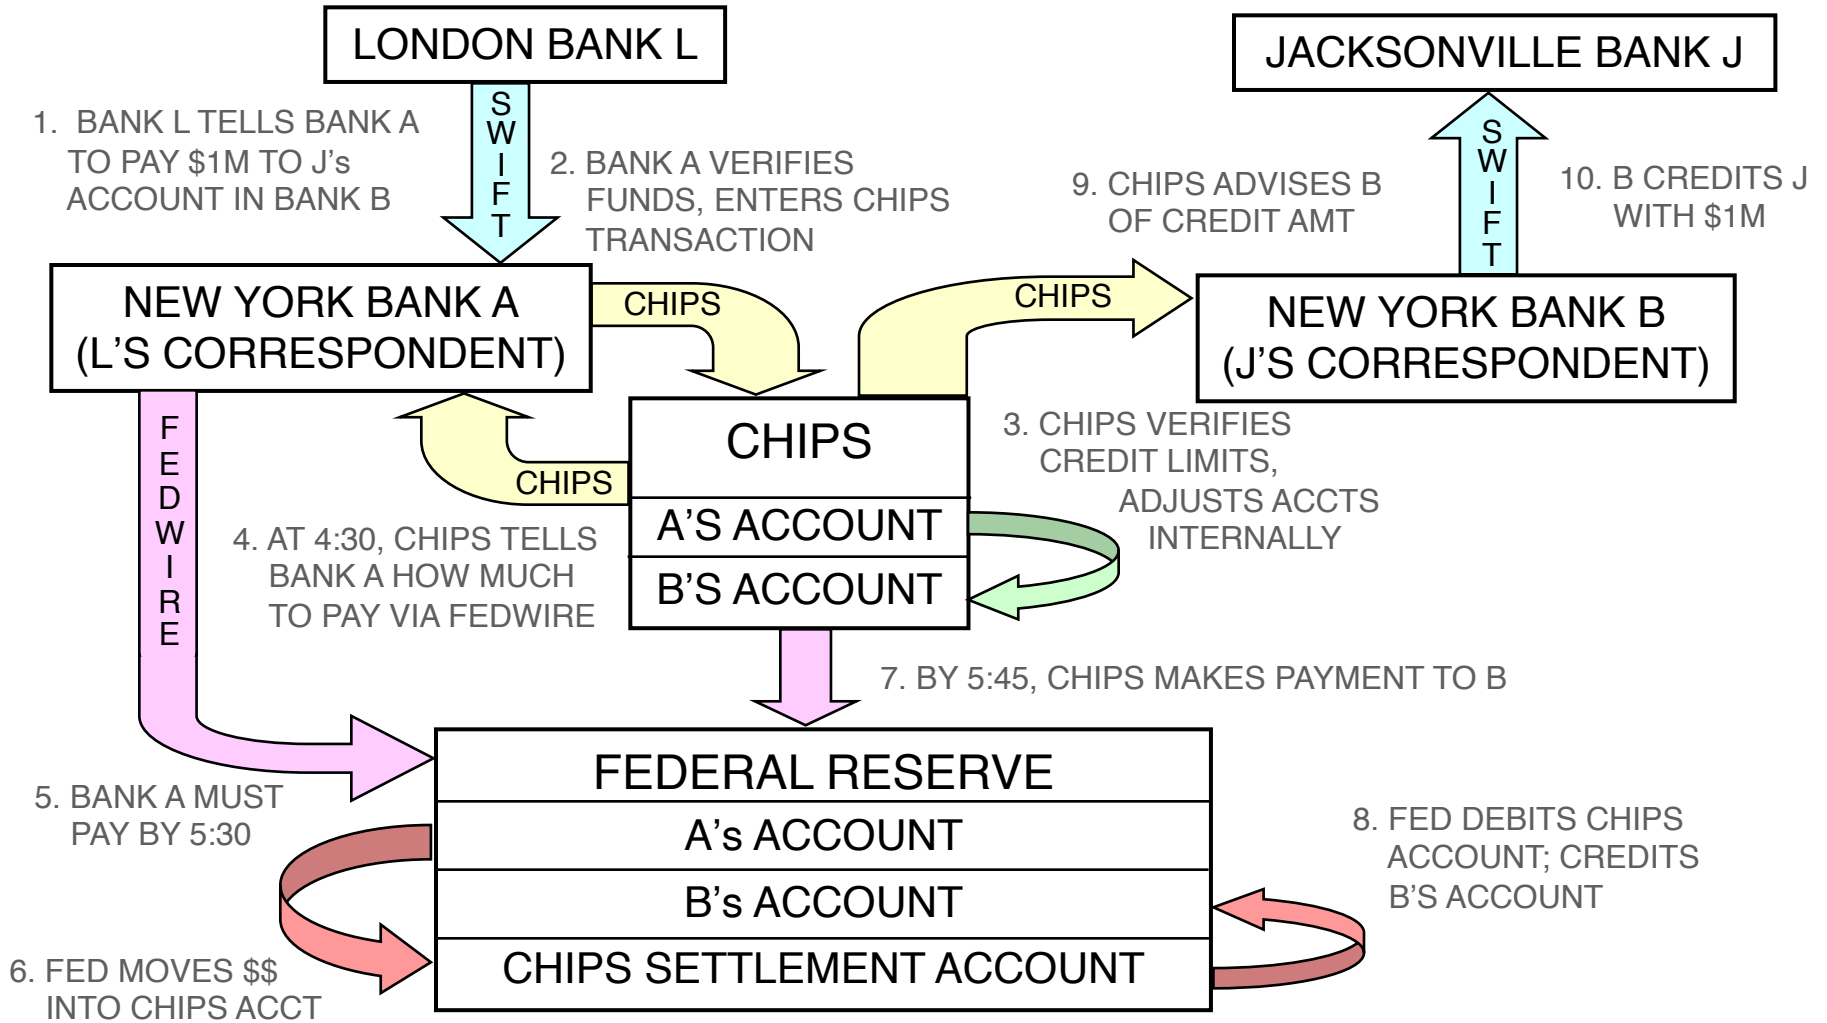 LONDON BANK L
JACKSONVILLE BANK J
1. BANK L TELLS BANK A
TO PAY $1M TO J's
ACCOUNT IN BANK B
SWIFT
2. BANK A VERIFIES
FUNDS, ENTERS CHIPS
TRANSACTION
9. CHIPS ADVISES B
OF CREDIT AMT
SWIFT
10. B CREDITS J
WITH $1M
NEW YORK BANK A
(L'S CORRESPONDENT)
CHIPS
CHIPS
NEW YORK BANK B
(J'S CORRESPONDENT)
FEDWIRE
CHIPS
CHIPS
A'S ACCOUNT
B'S ACCOUNT
3. CHIPS VERIFIES
CREDIT LIMITS,
ADJUSTS ACCTS
INTERNALLY
4. AT 4:30, CHIPS TELLS
BANK A HOW MUCH
TO PAY VIA FEDWIRE
7. BY 5:45, CHIPS MAKES PAYMENT TO B
5. BANK A MUST
PAY BY 5:30
FEDERAL RESERVE
A's ACCOUNT
B's ACCOUNT
CHIPS SETTLEMENT ACCOUNT
8. FED DEBITS CHIPS
ACCOUNT; CREDITS
B'S ACCOUNT
6. FED MOVES $$
INTO CHIPS ACCT